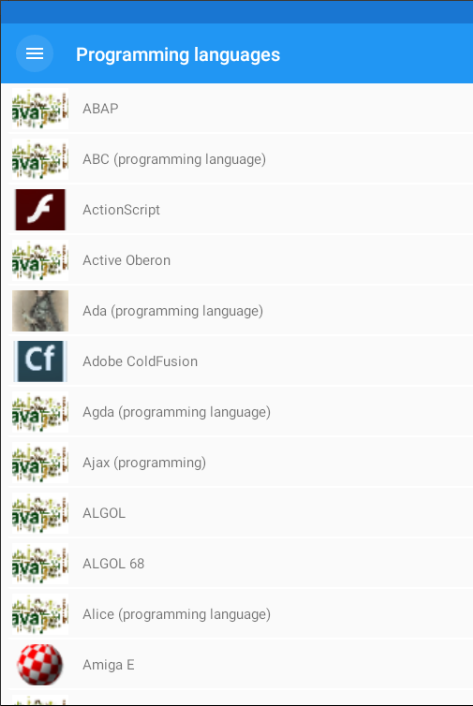 Programming languages
ava
ABAP
ava
ABC (programming language)
ActionScript
ava
Active Oberon
Ada (programming language)
Cf
Adobe ColdFusion
ava
Agda (programming language)
ava
Ajax (programming)
ava
ALGOL
ava
ALGOL 68
ava
Alice (programming language)
Amiga E